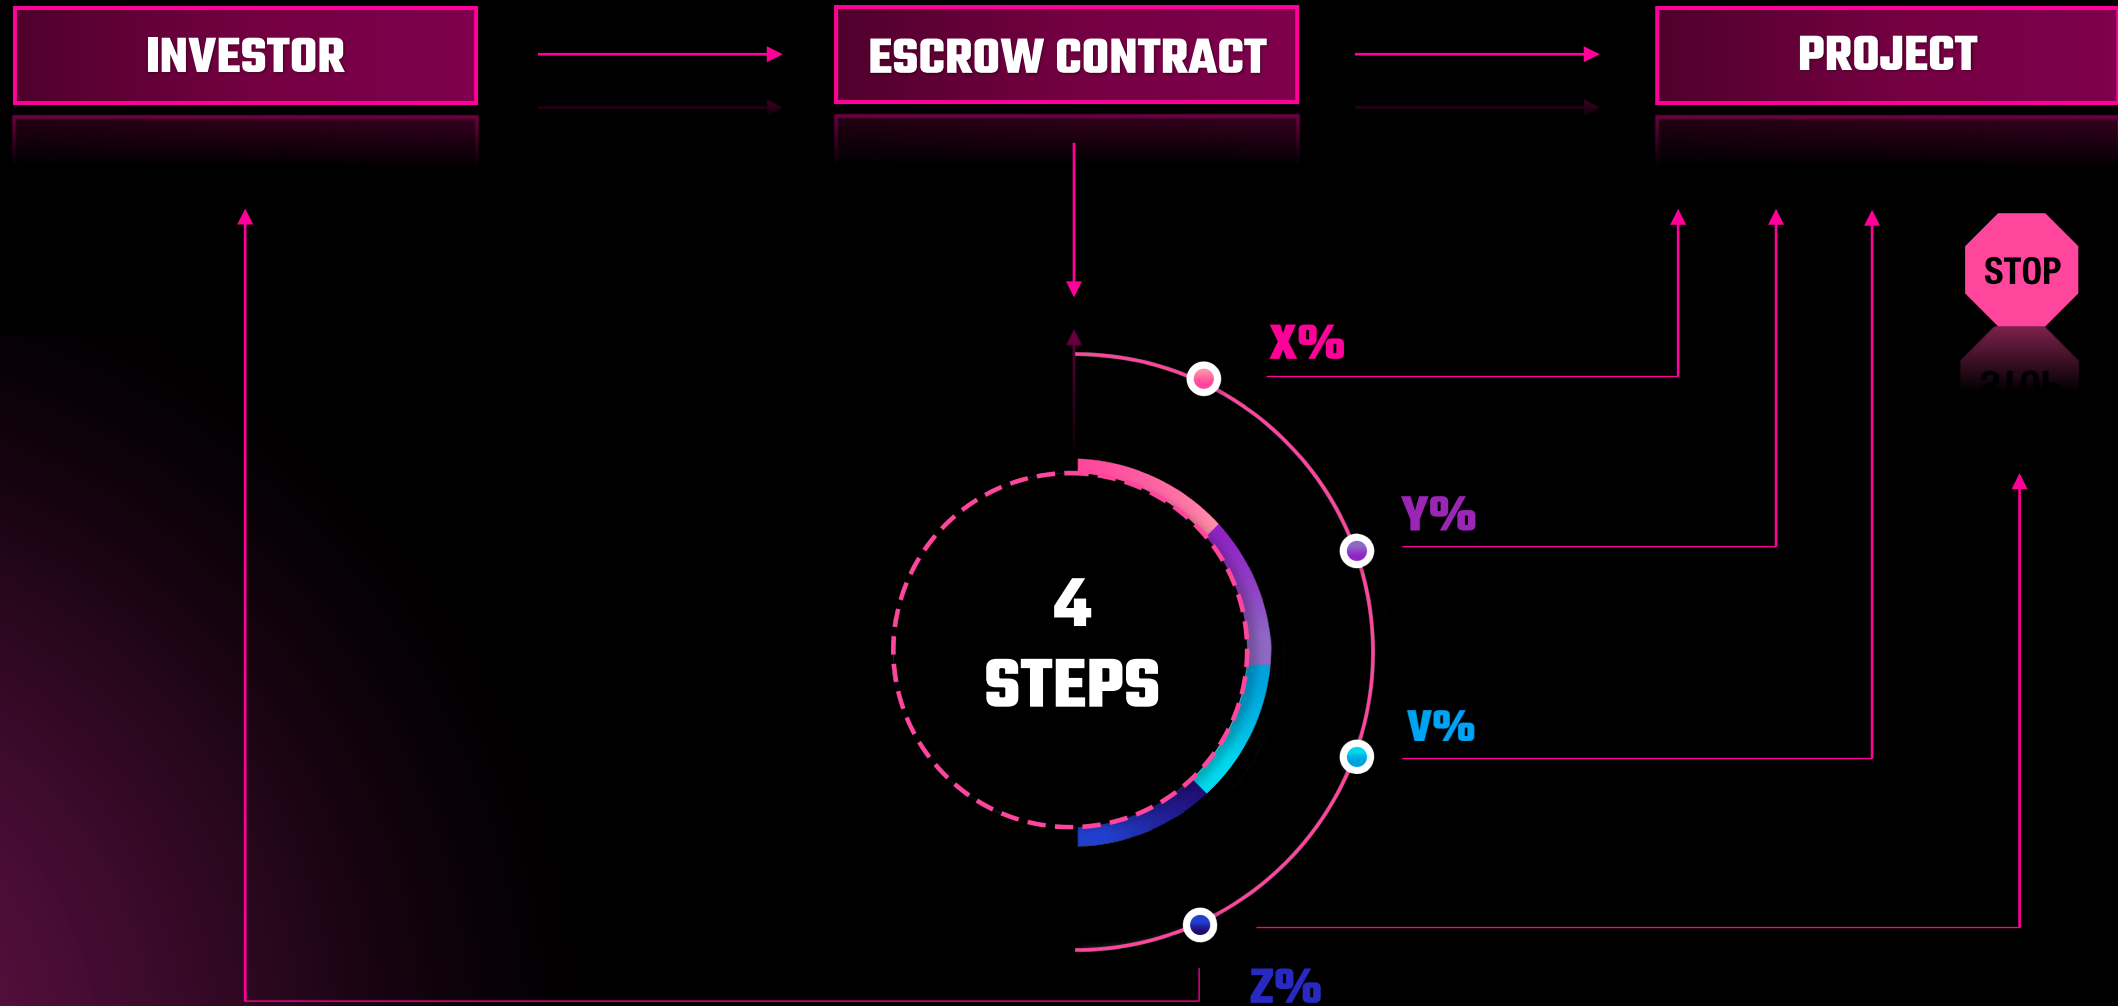 INVESTOR
ESCROW CONTRACT
PROJECT
STOP
X%
Y%
4
STEPS
V%
Z%